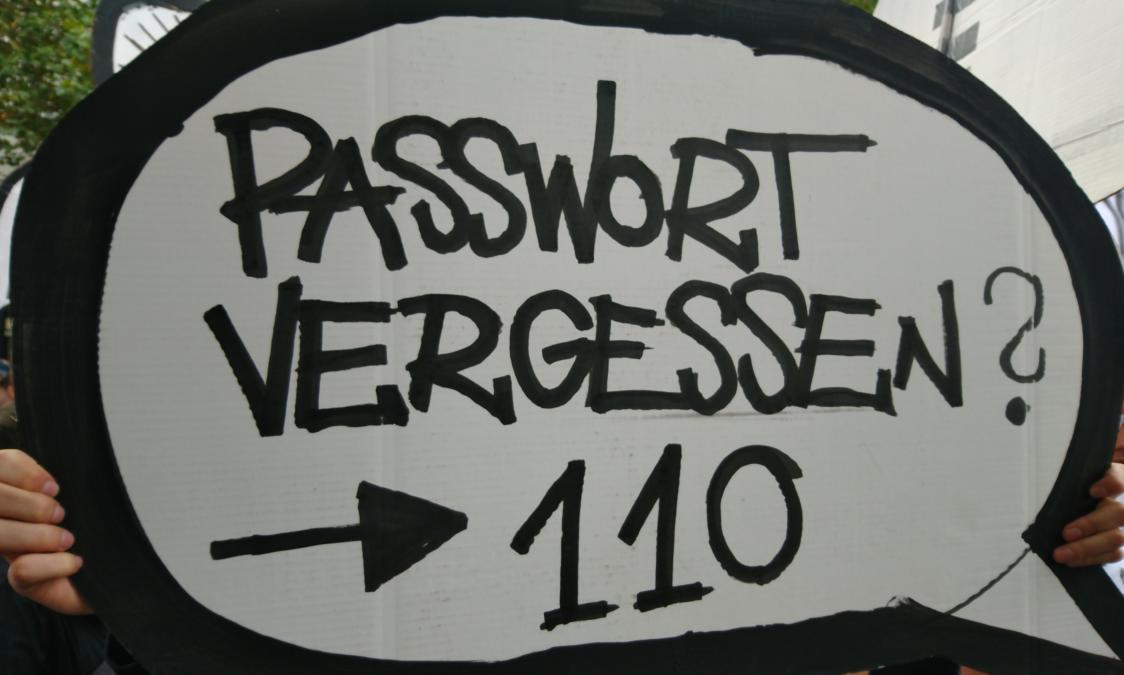 PASSWORT
VERGESSEN?
→ 110